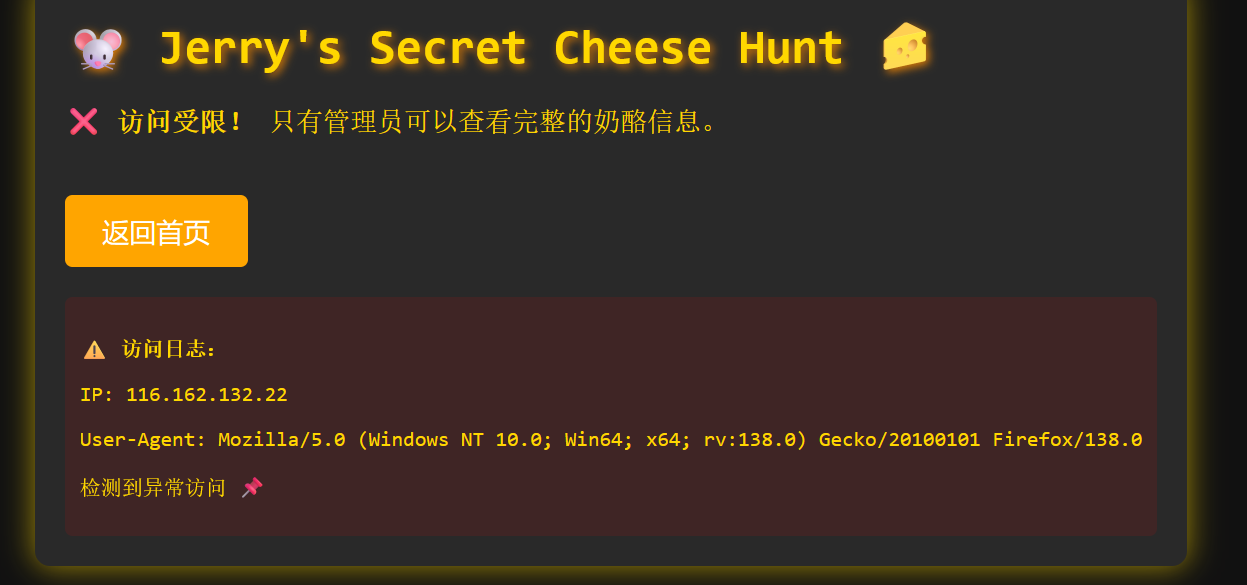 🐭 Jerry's Secret Cheese Hunt 🧀
❌ 访问受限! 只有管理员可以查看完整的奶酪信息。
返回首页
⚠️ 访问日志:
IP: 116.162.132.22
User-Agent: Mozilla/5.0 (Windows NT 10.0; Win64; x64; rv:138.0) Gecko/20100101 Firefox/138.0
检测到异常访问 📌